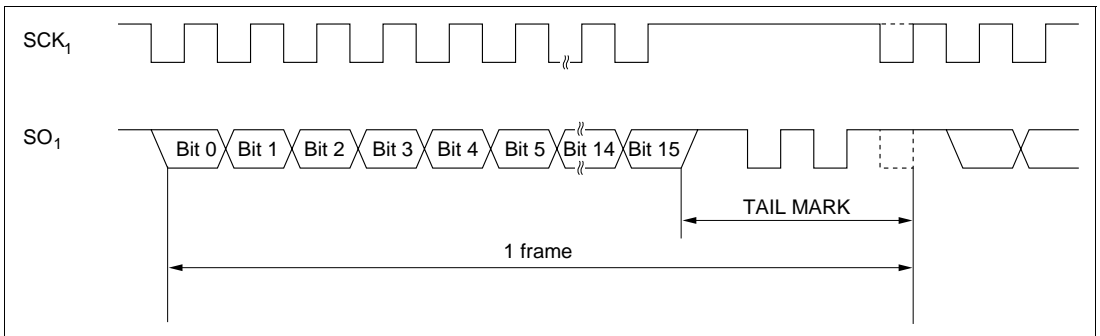 SCK1
SO1 Bit 0 Bit 1 Bit 2 Bit 3 Bit 4 Bit 5 Bit 14 Bit 15
TAIL MARK
1 frame